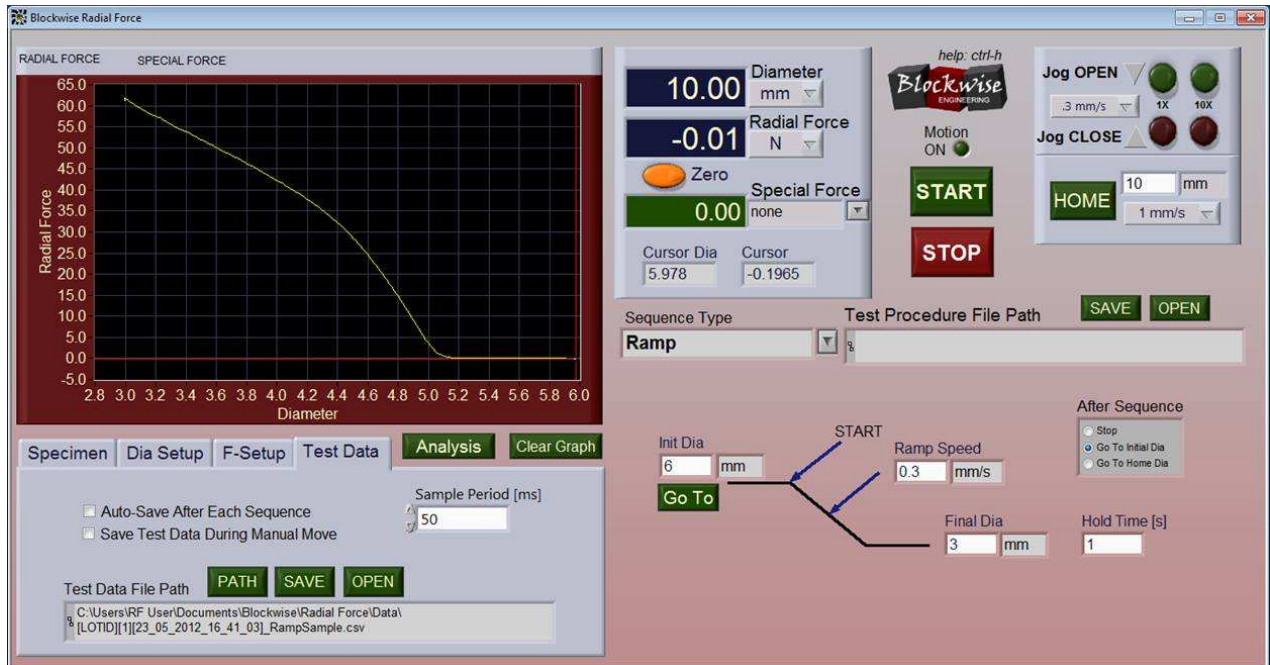 Blockwise Radial Force
RADIAL FORCE SPECIAL FORCE
65.0
60.0
55.0
50.0
45.0
40.0
35.0
30.0
25.0
20.0
15.0
10.0
5.0
0.0
-5.0
Radial Force
2.8 3.0 3.2 3.4 3.6 3.8 4.0 4.2 4.4 4.6 4.8 5.0 5.2 5.4 5.6 5.8 6.0
Diameter
10.00 Diameter
mm
-0.01 Radial Force
N
Zero
0.00 Special Force
none
Cursor Dia Cursor
5.978 -0.1965
help: ctrl-h
Blockwise
ENGINEERING
Motion
ON
START
STOP
Jog OPEN
.3 mm/s 1X 10X
Jog CLOSE
HOME 10 mm
1 mm/s
Sequence Type Test Procedure File Path SAVE OPEN
Ramp
Specimen Dia Setup F-Setup Test Data Analysis Clear Graph
Auto-Save After Each Sequence
Save Test Data During Manual Move
Sample Period [ms]
50
Test Data File Path PATH SAVE OPEN
C:\Users\RF User\Documents\Blockwise\Radial Force\Data\
[LOTID][1][23_05_2012_16_41_03]_RampSample.csv
Init Dia
6 mm
Go To
START
Ramp Speed
0.3 mm/s
Final Dia
3 mm
After Sequence
Stop
Go To Initial Dia
Go To Home Dia
Hold Time [s]
1